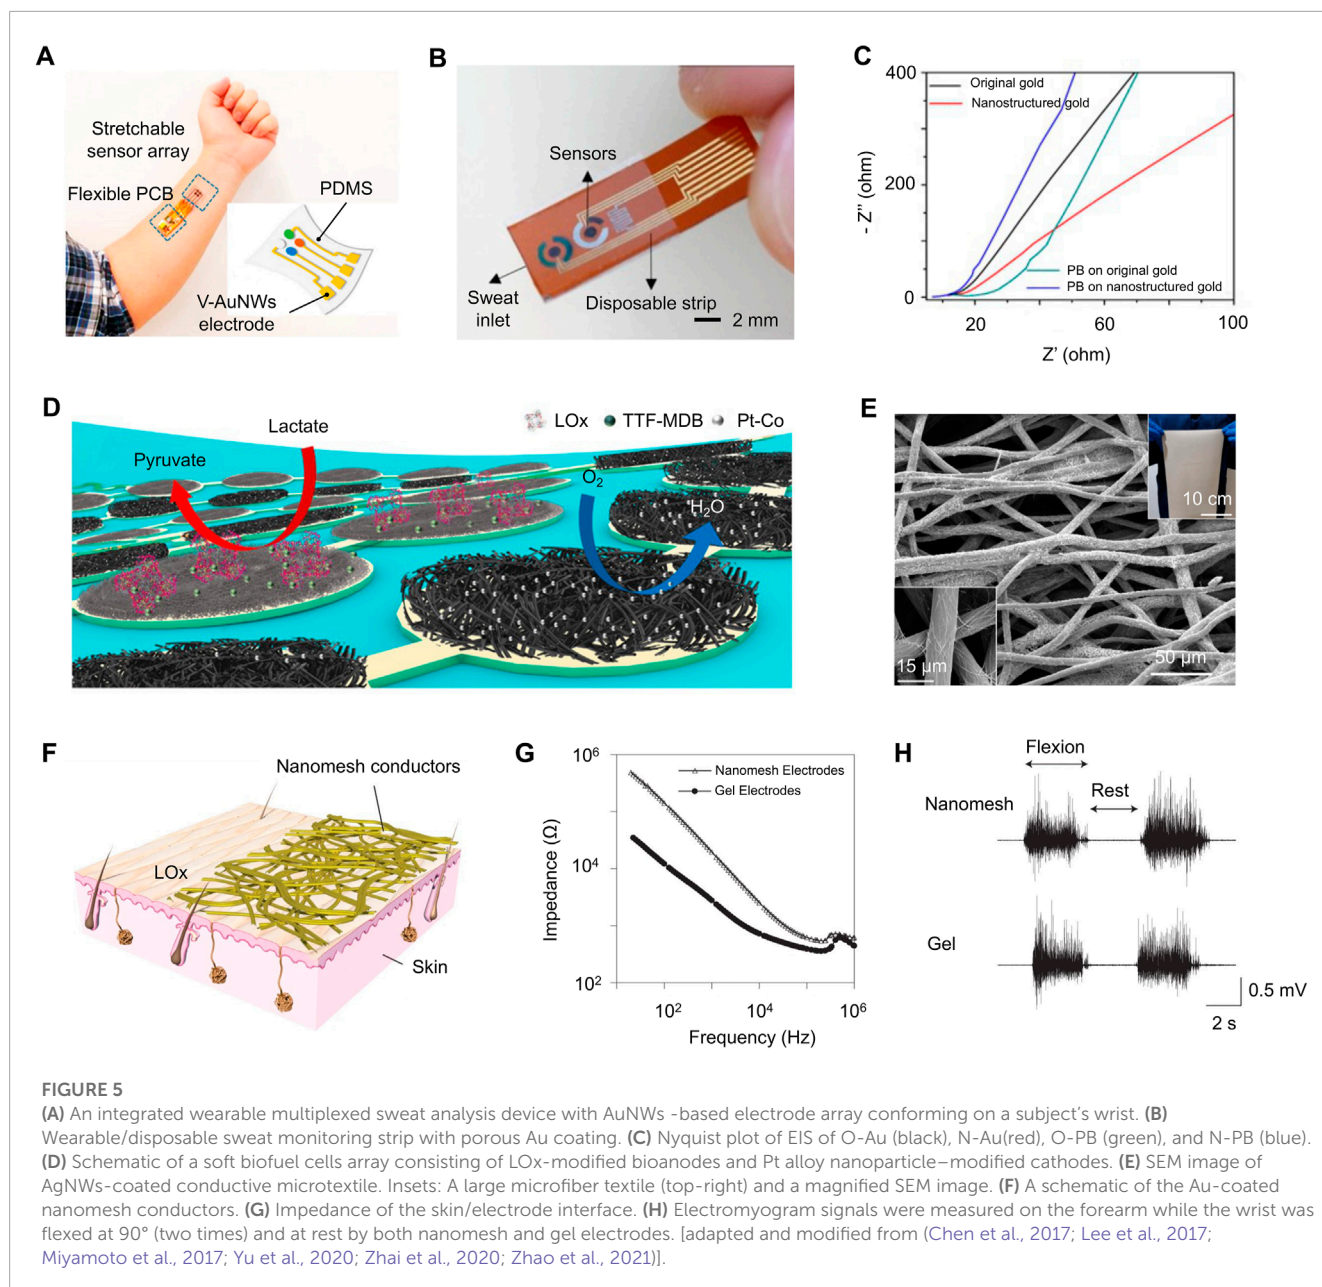 A
Stretchable
sensor array
Flexible PCB
PDMS
V-AuNWs
electrode
B
Sensors
Sweat
inlet
Disposable strip
2 mm
C
400
200
0
- Z'' (ohm)
Original gold
Nanostructured gold
PB on original gold
PB on nanostructured gold
20
60
100
Z' (ohm)
D
LOx
TTF-MDB
Pt-Co
Lactate
Pyruvate
O2
H2O
E
10 cm
15 µm
50 µm
F
Nanomesh conductors
LOx
Skin
G
10^6
10^4
10^2
Impedance (Ω)
Nanomesh Electrodes
Gel Electrodes
10^2
10^4
10^6
Frequency (Hz)
H
Flexion
Rest
Nanomesh
Gel
0.5 mV
2 s
FIGURE 5
(A) An integrated wearable multiplexed sweat analysis device with AuNWs -based electrode array conforming on a subject's wrist. (B)
Wearable/disposable sweat monitoring strip with porous Au coating. (C) Nyquist plot of EIS of O-Au (black), N-Au(red), O-PB (green), and N-PB (blue).
(D) Schematic of a soft biofuel cells array consisting of LOx-modified bioanodes and Pt alloy nanoparticle–modified cathodes. (E) SEM image of
AgNWs-coated conductive microtextile. Insets: A large microfiber textile (top-right) and a magnified SEM image. (F) A schematic of the Au-coated
nanomesh conductors. (G) Impedance of the skin/electrode interface. (H) Electromyogram signals were measured on the forearm while the wrist was
flexed at 90° (two times) and at rest by both nanomesh and gel electrodes. [adapted and modified from (Chen et al., 2017; Lee et al., 2017;
Miyamoto et al., 2017; Yu et al., 2020; Zhai et al., 2020; Zhao et al., 2021)].